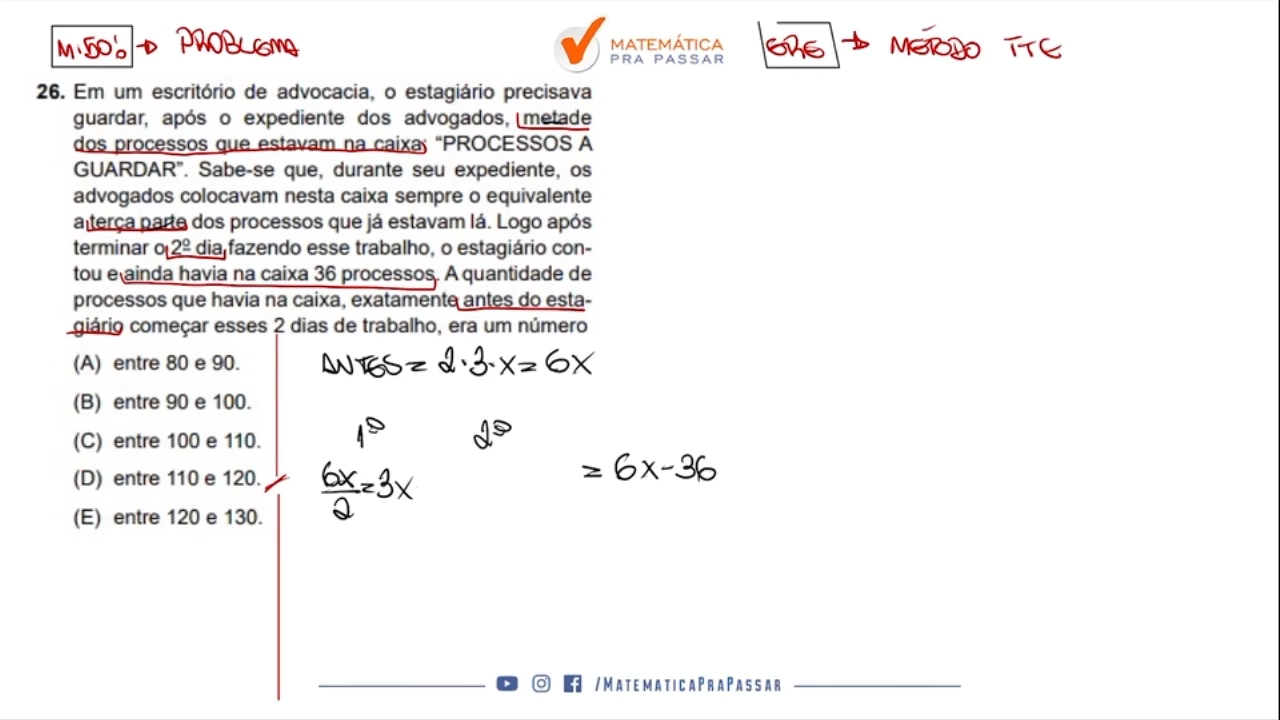 M.50% → PROBLEMA
MATEMÁTICA
PRA PASSAR
→ MÉTODO TTC
26. Em um escritório de advocacia, o estagiário precisava
guardar, após o expediente dos advogados, metade
dos processos que estavam na caixa: “PROCESSOS A
GUARDAR”. Sabe-se que, durante seu expediente, os
advogados colocavam nesta caixa sempre o equivalente
a terça parte dos processos que já estavam lá. Logo após
terminar o 2º dia fazendo esse trabalho, o estagiário con-
tou e ainda havia na caixa 36 processos. A quantidade de
processos que havia na caixa, exatamente antes do esta-
giário começar esses 2 dias de trabalho, era um número
(A) entre 80 e 90.
(B) entre 90 e 100.
(C) entre 100 e 110.
(D) entre 110 e 120.
(E) entre 120 e 130.
ANTES = 2·3·x = 6x
1º 2º
6x/2 = 3x
= 6x-36
/MATEMATICAPRAPASSAR